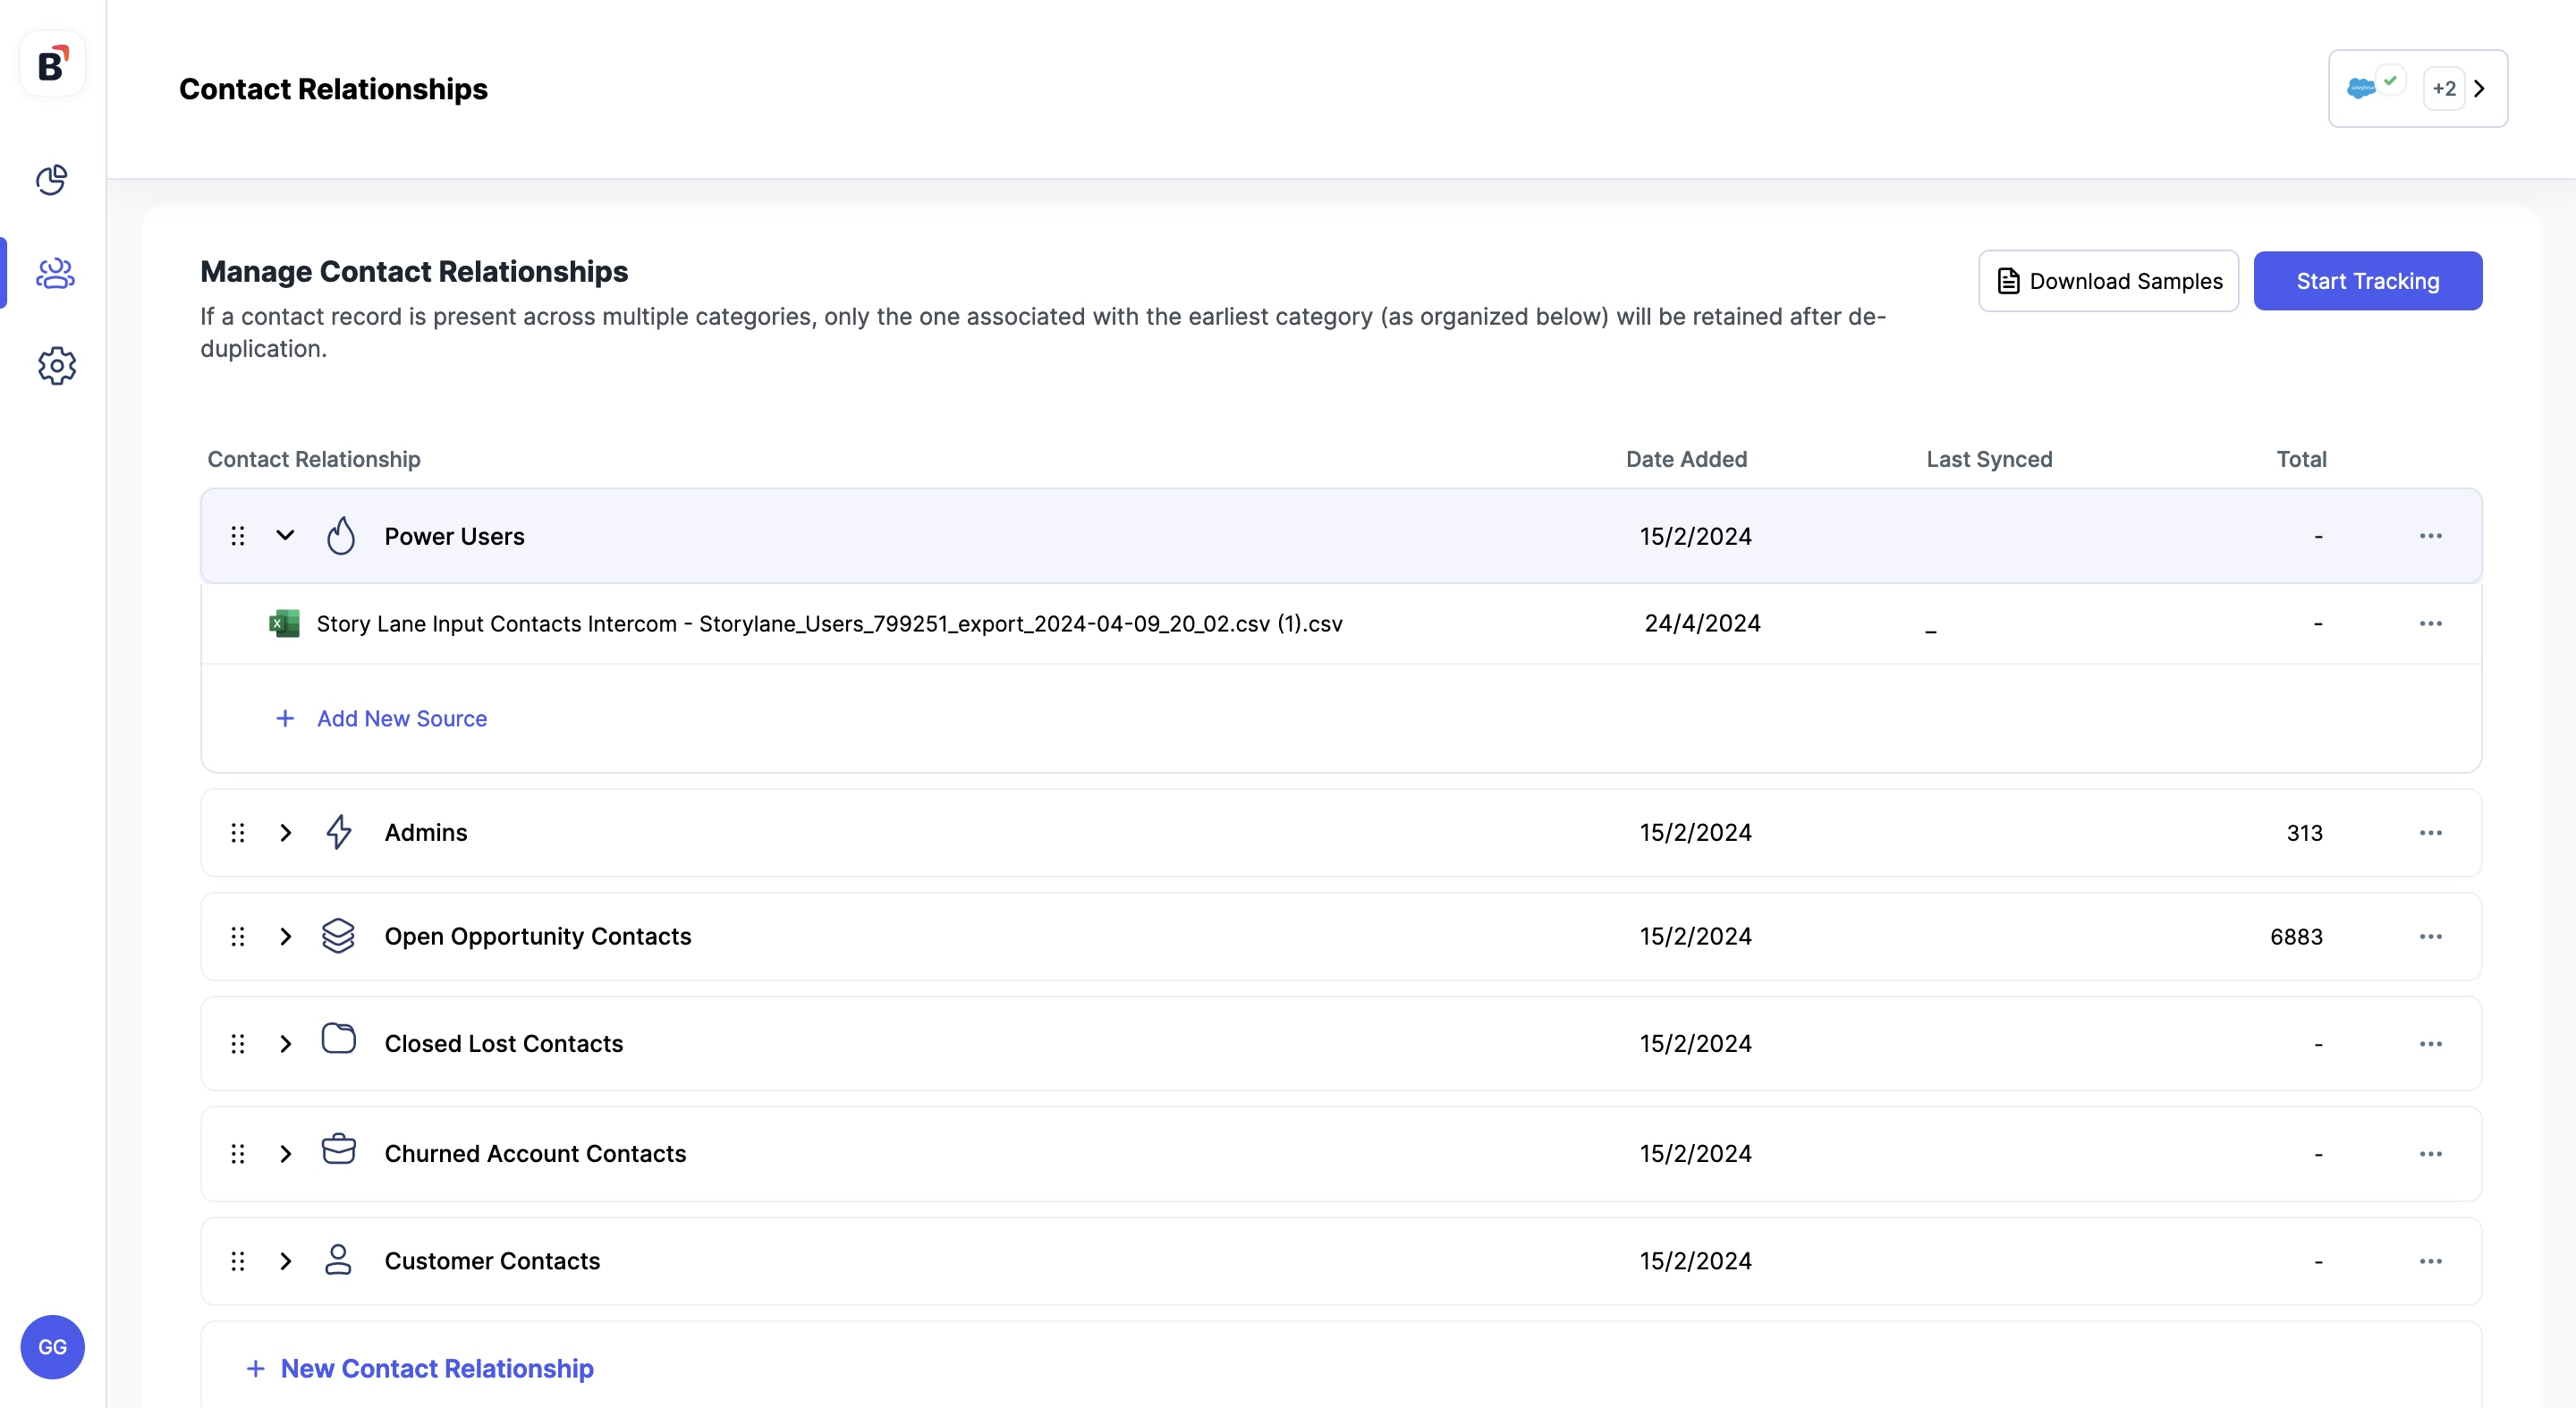 B
Contact Relationships
salesforce
+2
Manage Contact Relationships
If a contact record is present across multiple categories, only the one associated with the earliest category (as organized below) will be retained after de-
duplication.
Download Samples
Start Tracking
Contact Relationship Date Added Last Synced Total
Power Users 15/2/2024 -
X Story Lane Input Contacts Intercom - Storylane_Users_799251_export_2024-04-09_20_02.csv (1).csv 24/4/2024 _ -
+ Add New Source
Admins 15/2/2024 313
Open Opportunity Contacts 15/2/2024 6883
Closed Lost Contacts 15/2/2024 -
Churned Account Contacts 15/2/2024 -
Customer Contacts 15/2/2024 -
+ New Contact Relationship
GG